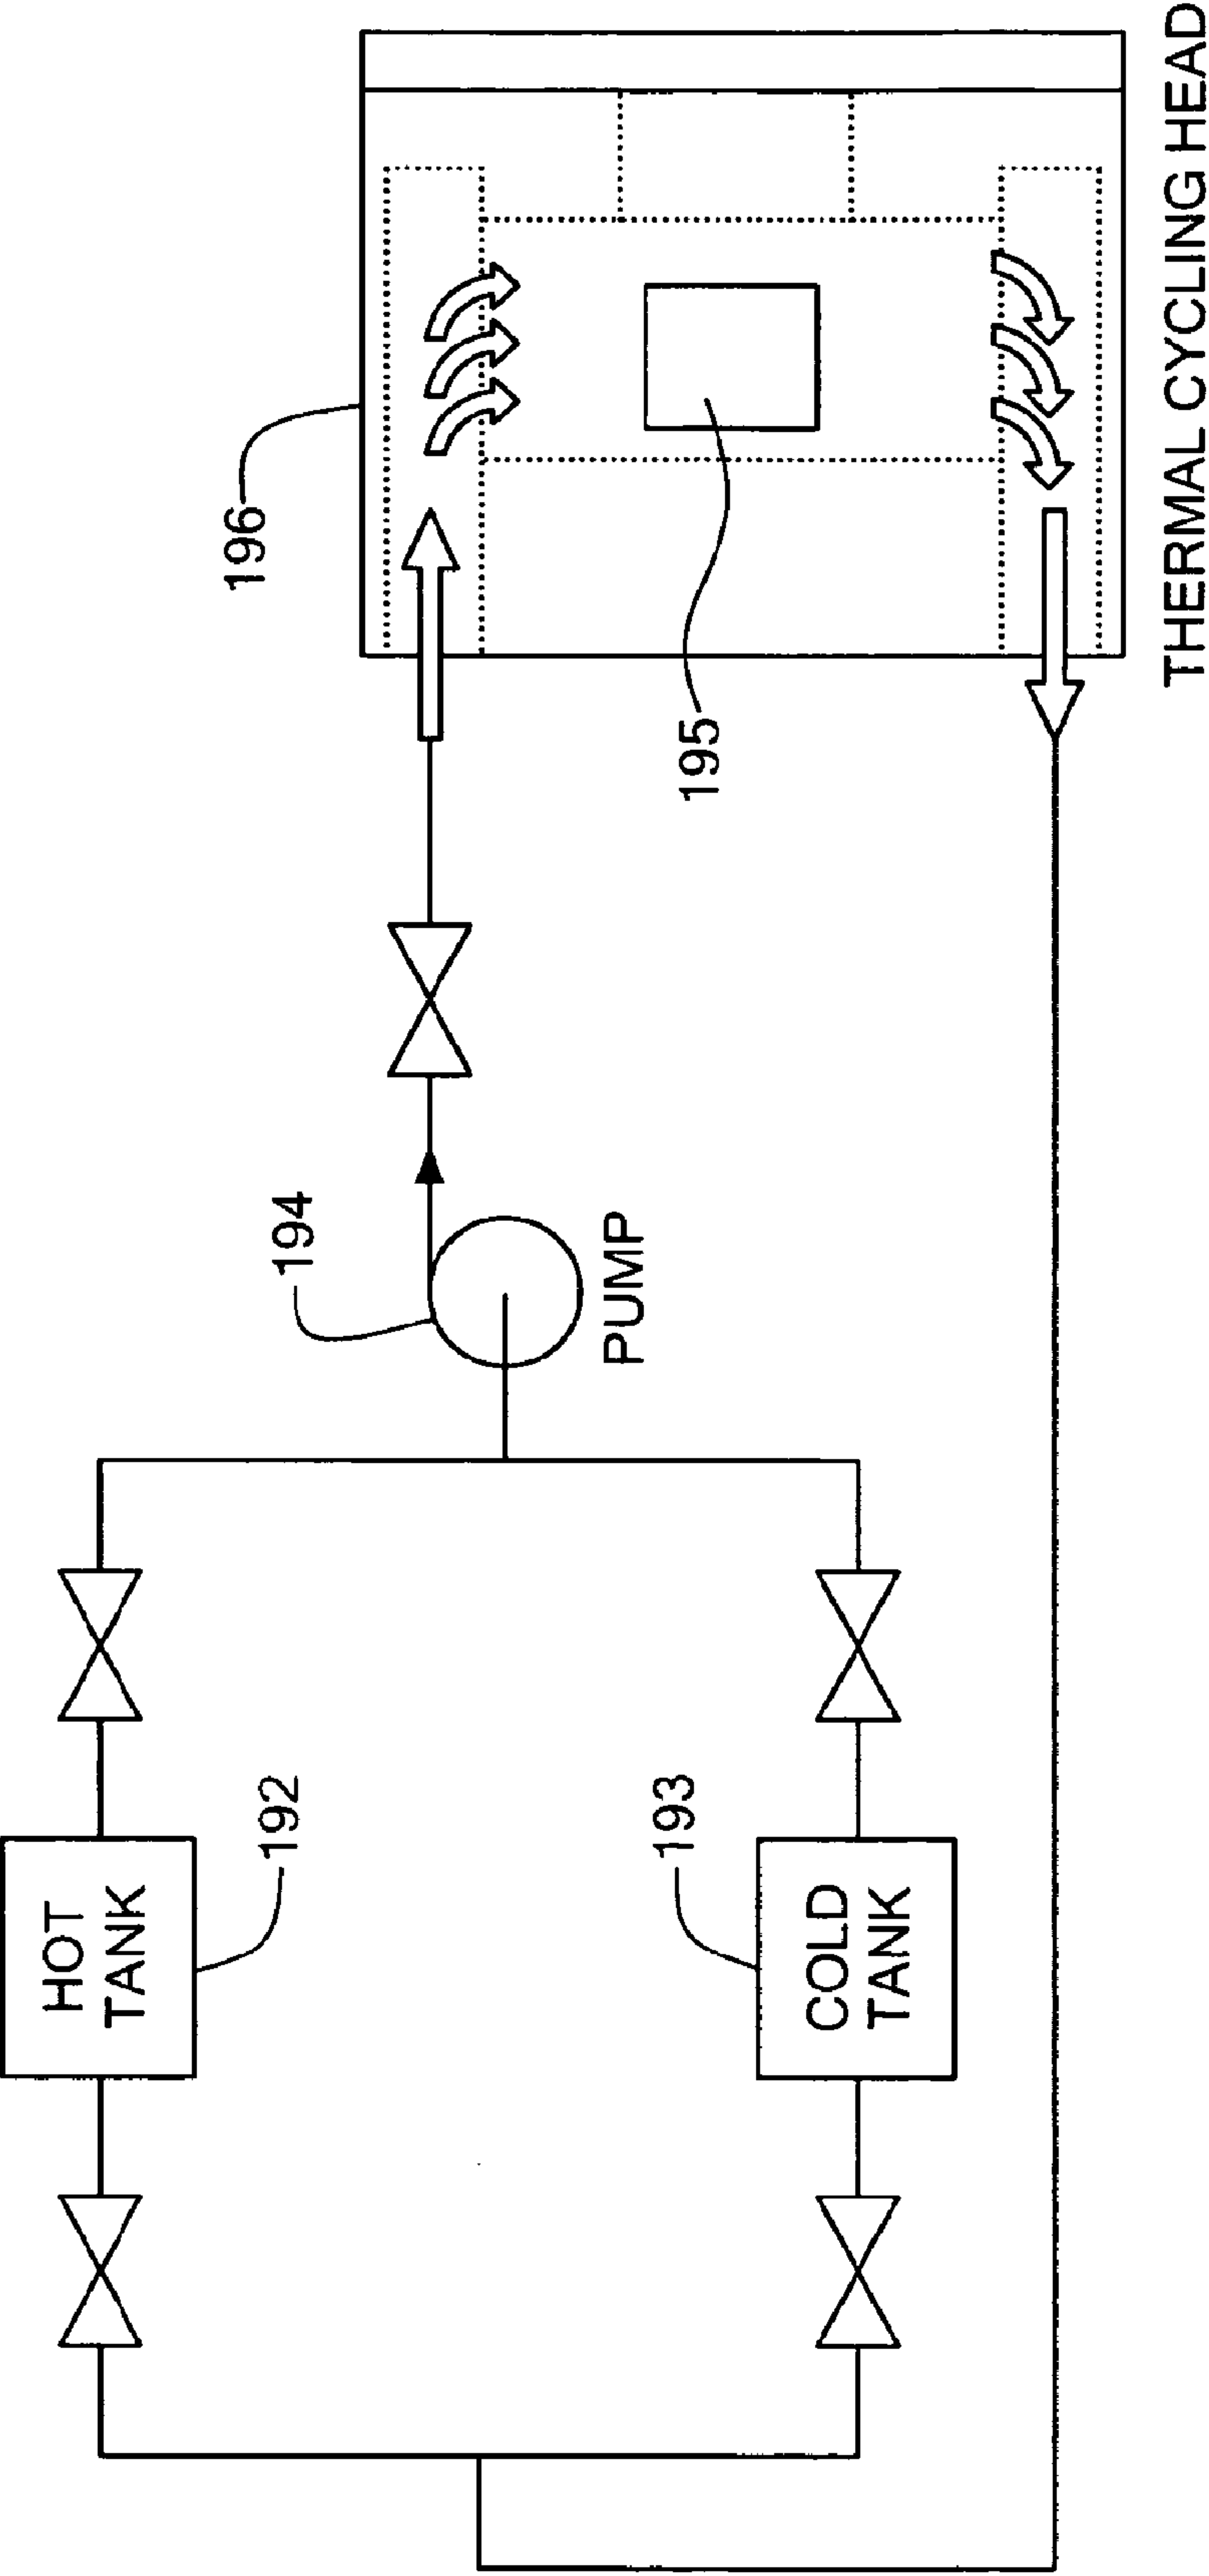 HOT
TANK
192
COLD
TANK
193
194
PUMP
196
195
THERMAL CYCLING HEAD